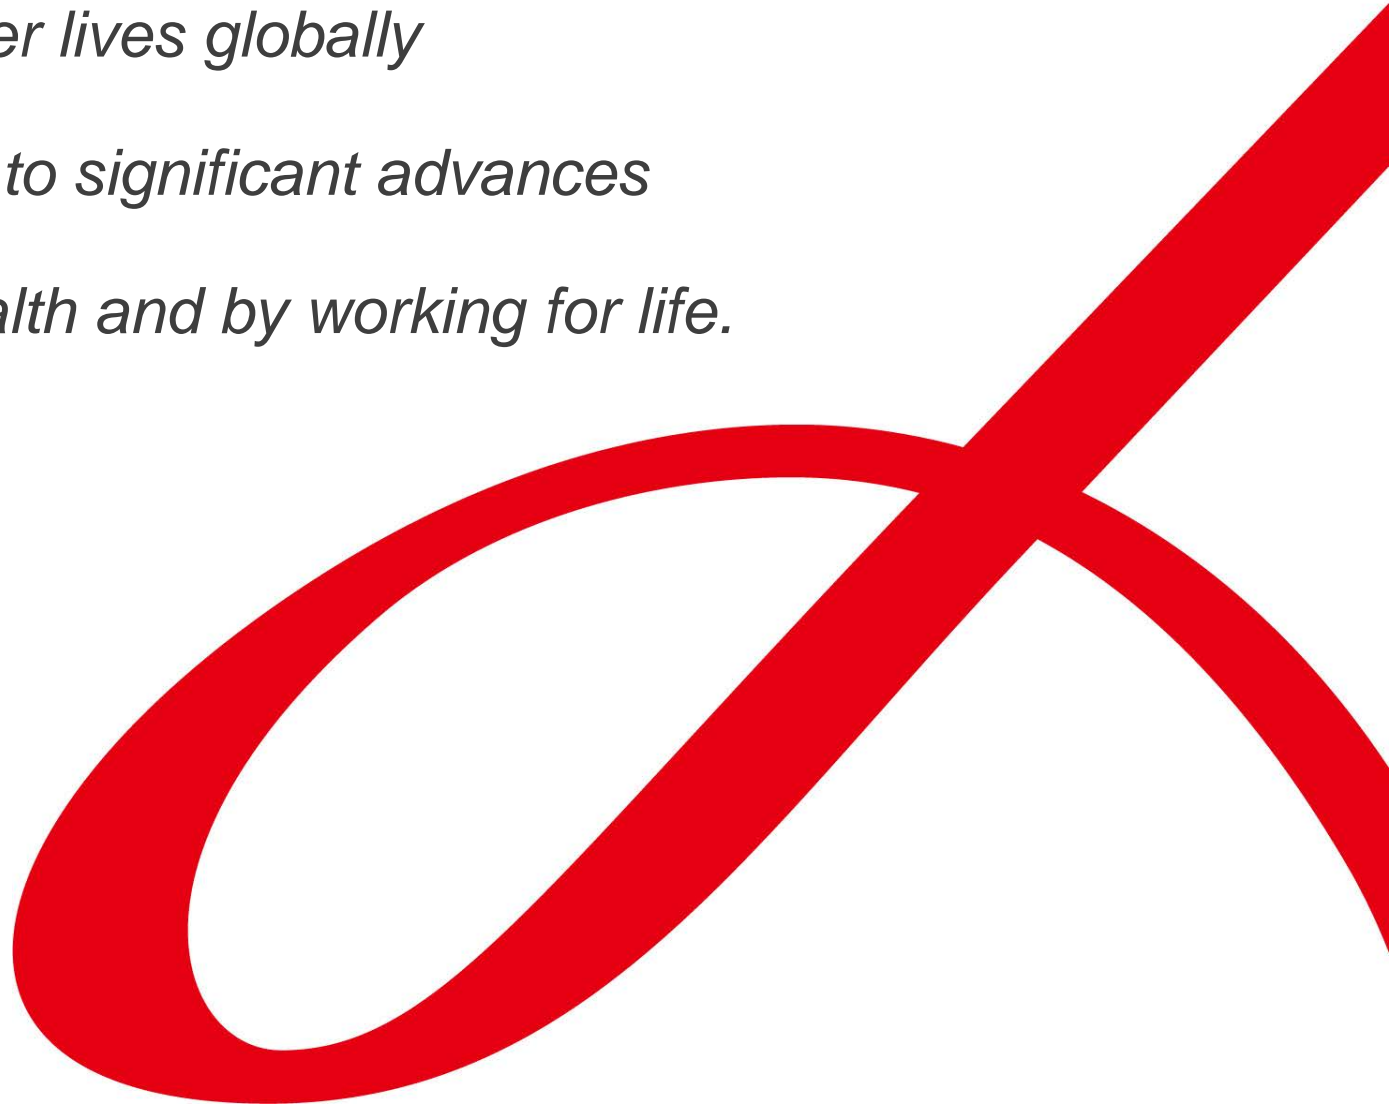 er lives globally
to significant advances
alth and by working for life.